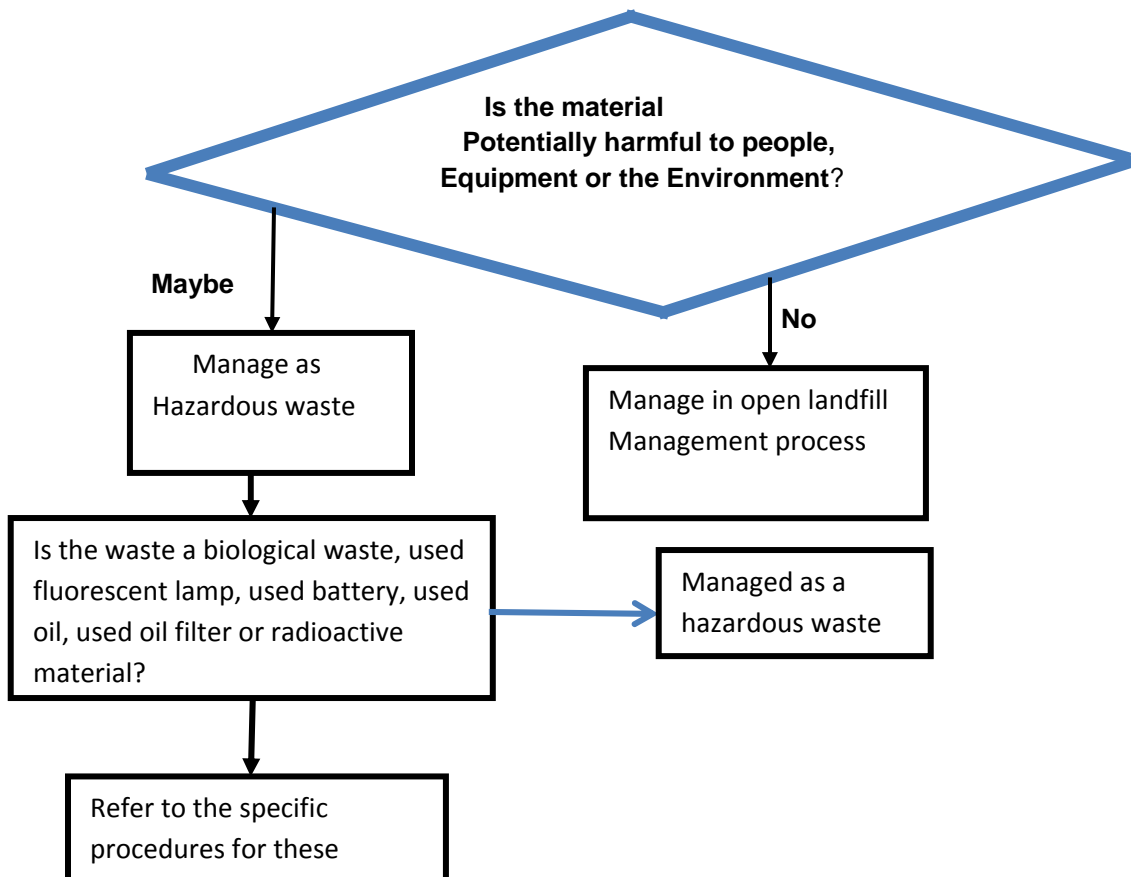 Is the material
Potentially harmful to people,
Equipment or the Environment?
Maybe
No
Manage as
Hazardous waste
Manage in open landfill
Management process
Is the waste a biological waste, used
fluorescent lamp, used battery, used
oil, used oil filter or radioactive
material?
Managed as a
hazardous waste
Refer to the specific
procedures for these